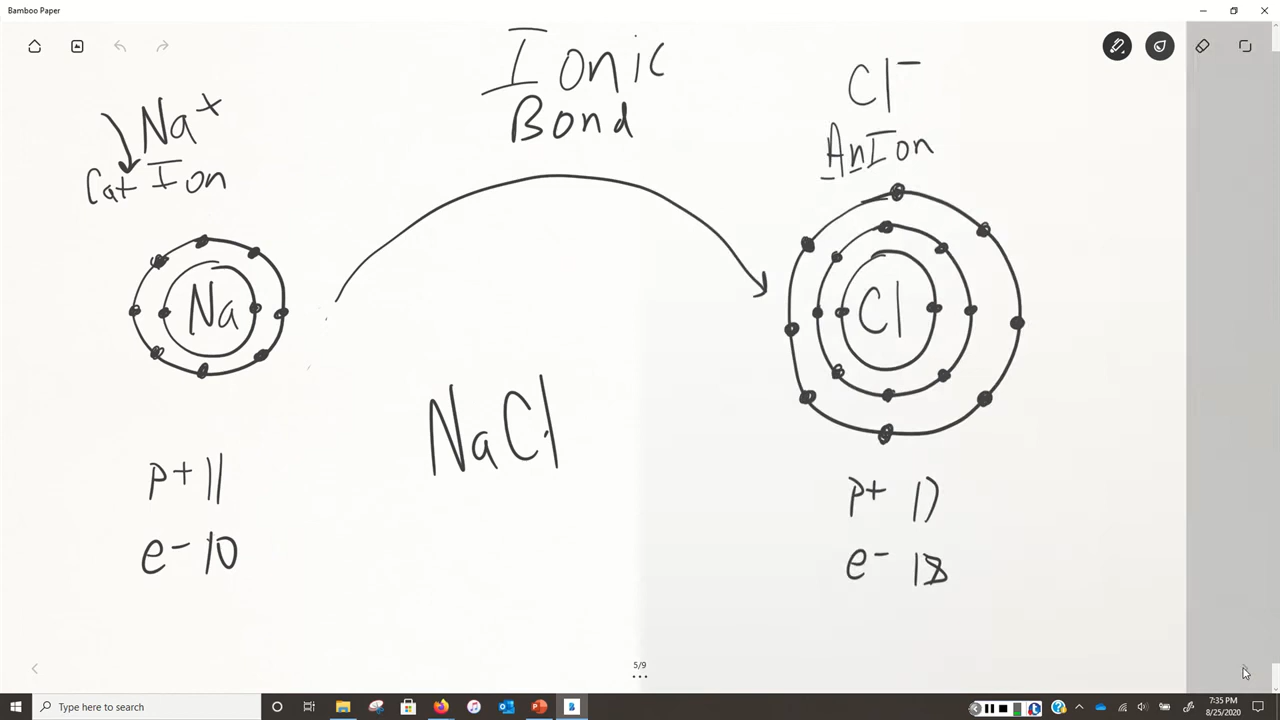 Bamboo Paper
Ionic
Bond
Na+
Cat Ion
Cl-
AnIon
Na
Cl
NaCl
p+ 11
e- 10
p+ 17
e- 18
5/9
Type here to search
7:35 PM
8/25/2020